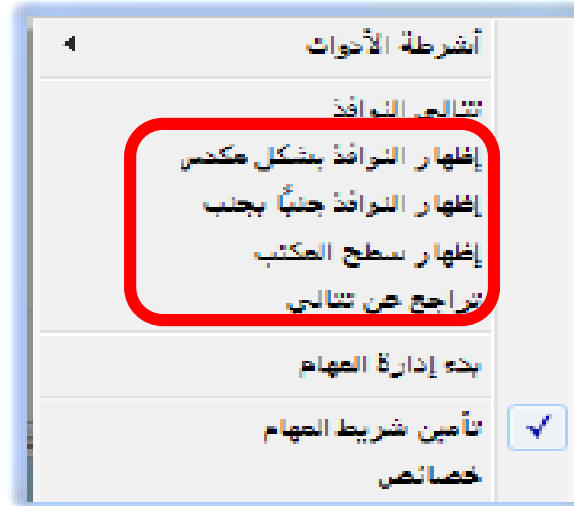 أشرطة الأدوات
تتالي النوافذ
إظهار النوافذ بشكل مكدس
إظهار النوافذ جنبًا بجنب
إظهار سطح المكتب
تراجع عن تتالي
بدء إدارة المهام
تأمين شريط المهام
خصائص